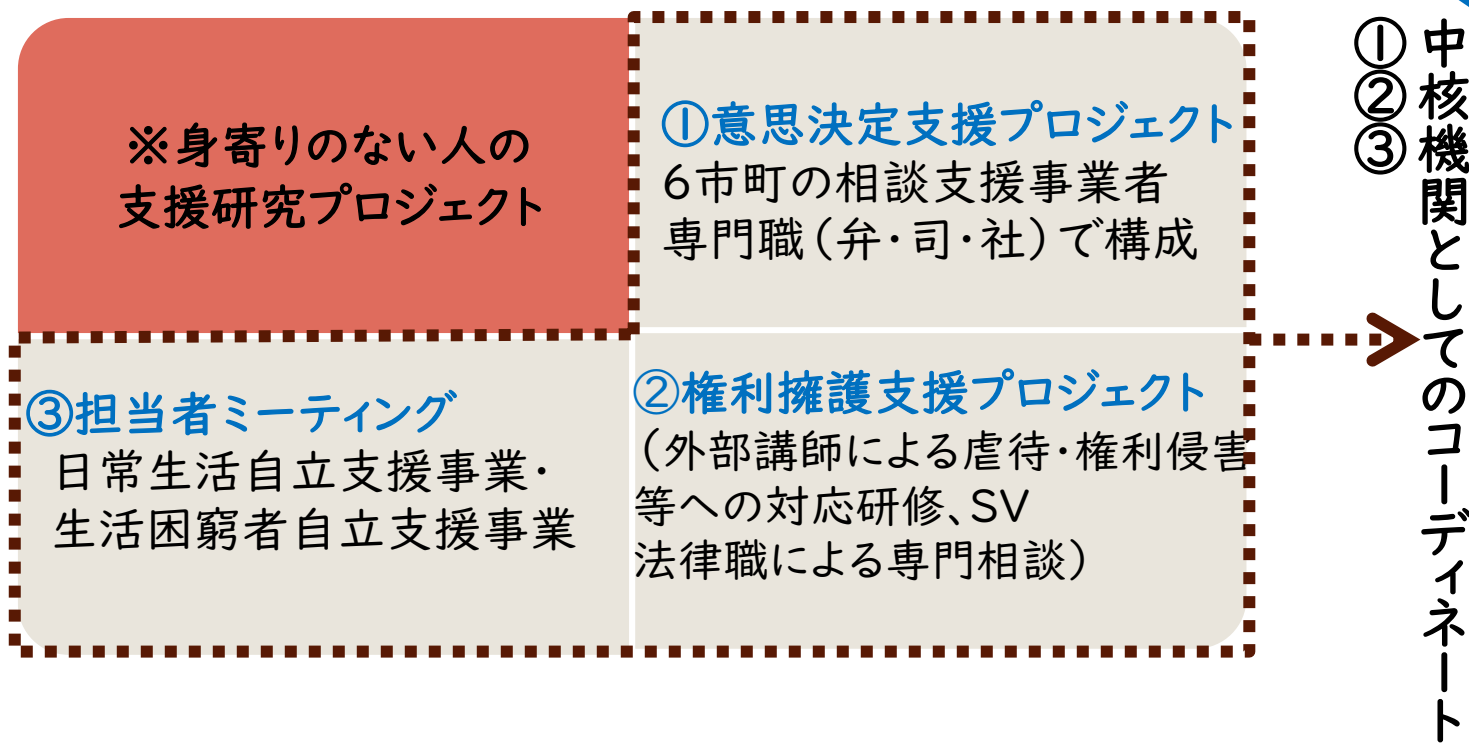 ※身寄りのない人の
支援研究プロジェクト
①意思決定支援プロジェクト
6市町の相談支援事業者
専門職(弁・司・社)で構成
③担当者ミーティング
日常生活自立支援事業・
生活困窮者自立支援事業
②権利擁護支援プロジェクト
(外部講師による虐待・権利侵害
等への対応研修、SV
法律職による専門相談)
中核機関としてのコーディネート
①②③